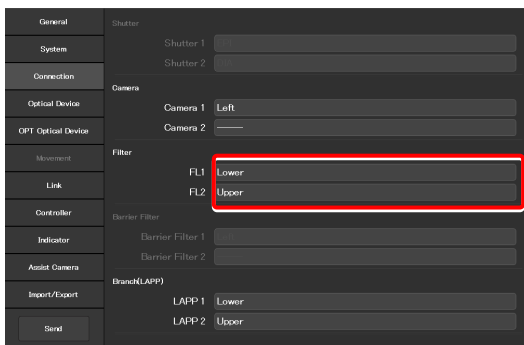 General
System
Connection
Optical Device
OPT Optical Device
Movement
Link
Controller
Indicator
Assist Camera
Import/Export
Send
Shutter
Shutter 1
Shutter 2
Camera
Camera 1 Left
Camera 2 ——
Filter
FL1 Lower
FL2 Upper
Barrier Filter
Barrier Filter 1 Left
Barrier Filter 2
Branch(LAPP)
LAPP 1 Lower
LAPP 2 Upper